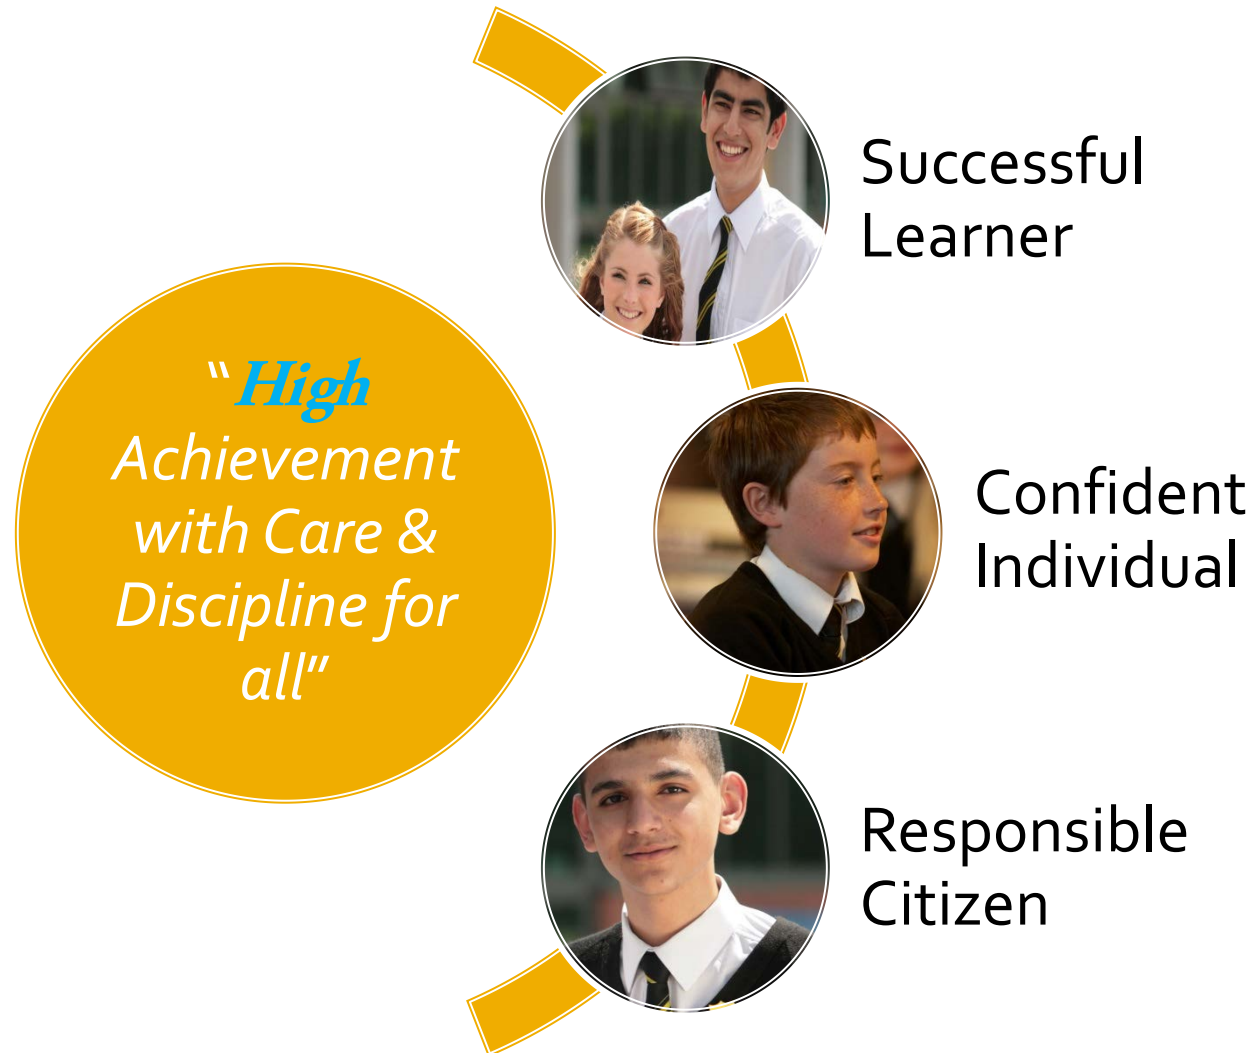 “High
Achievement
with Care &
Discipline for
all”
Successful
Learner
Confident
Individual
Responsible
Citizen